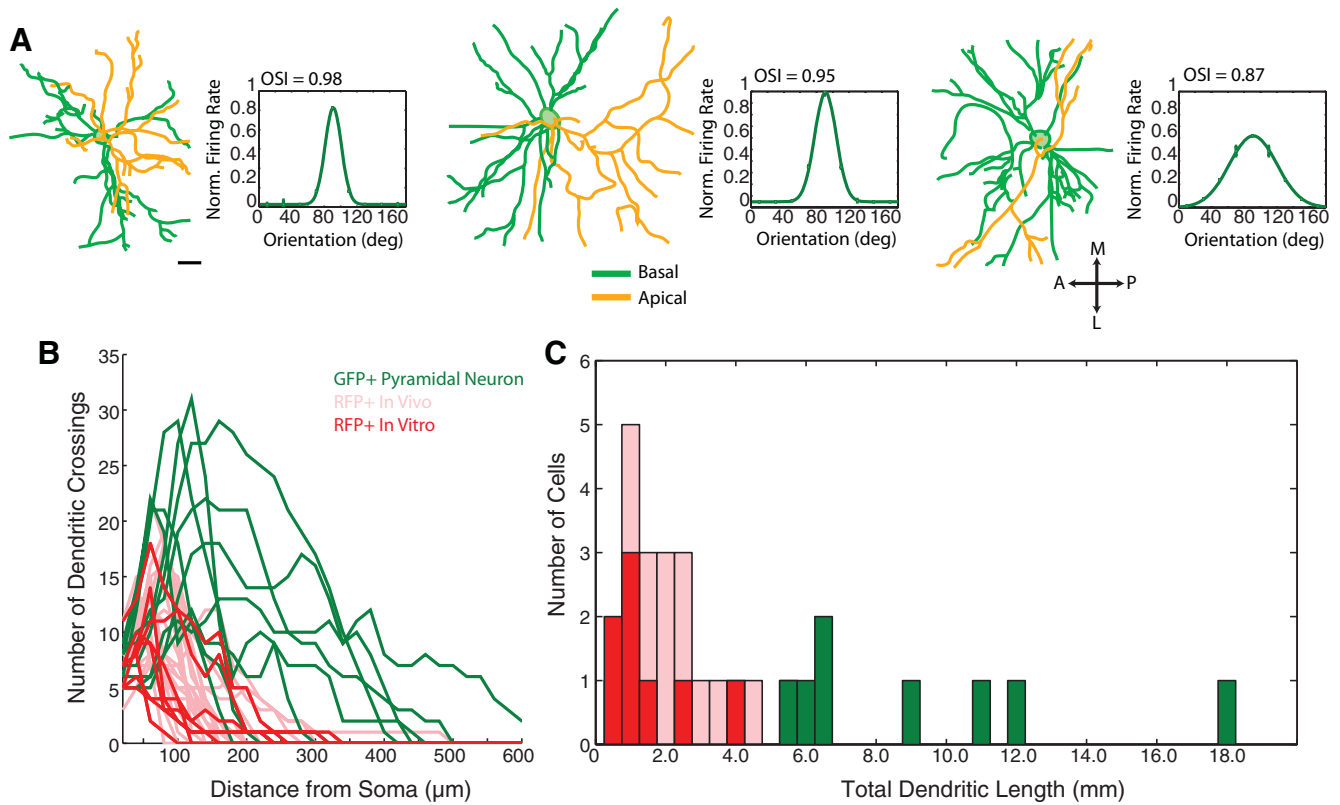 A
OSI = 0.98
Norm. Firing Rate
1
0.8
0.6
0.4
0.2
0
0 40 80 120 160
Orientation (deg)
OSI = 0.95
Norm. Firing Rate
1
0.8
0.6
0.4
0.2
0
0 40 80 120 160
Orientation (deg)
OSI = 0.87
Norm. Firing Rate
1
0.8
0.6
0.4
0.2
0
0 40 80 120 160
Orientation (deg)
Basal
Apical
M
A P
L
B
GFP+ Pyramidal Neuron
RFP+ In Vivo
RFP+ In Vitro
Number of Dendritic Crossings
35
30
25
20
15
10
5
0
100 200 300 400 500 600
Distance from Soma (μm)
C
Number of Cells
6
5
4
3
2
1
0
0 2.0 4.0 6.0 8.0 10.0 12.0 14.0 16.0 18.0
Total Dendritic Length (mm)